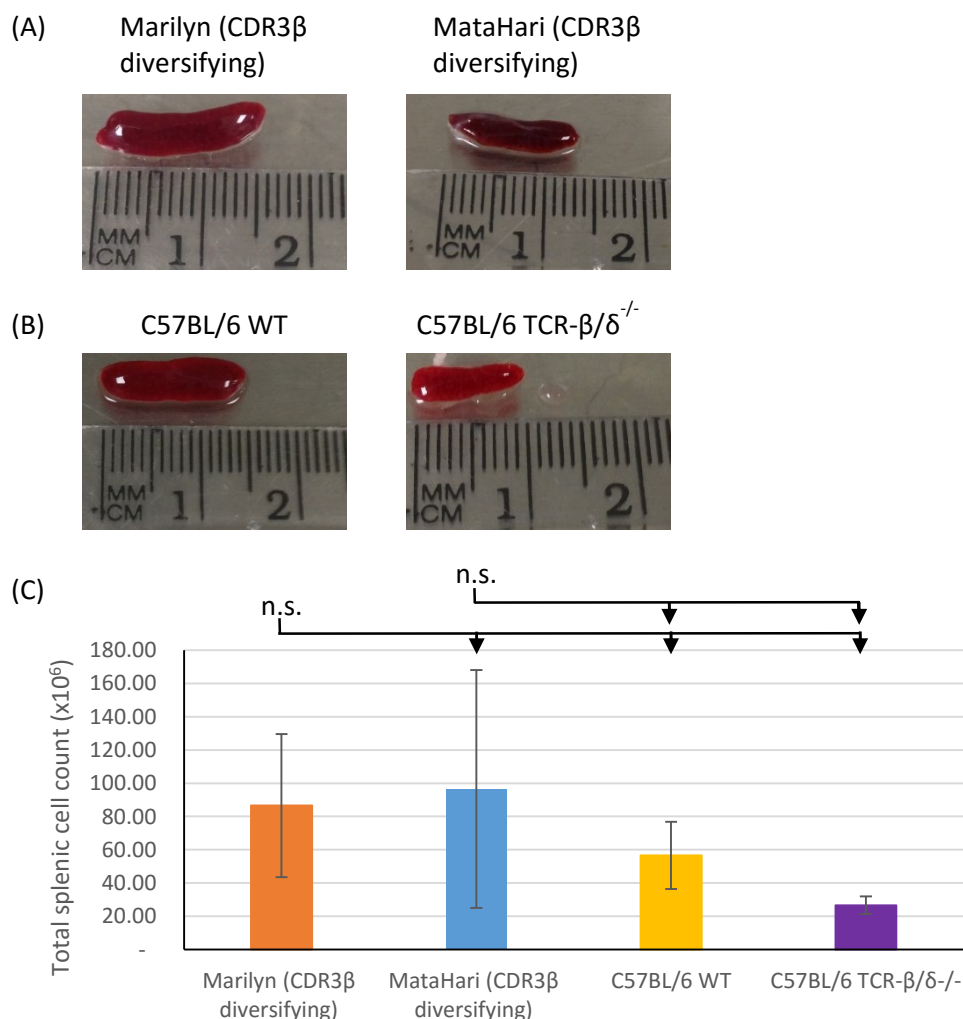 (A)
Marilyn (CDR3β
diversifying)
MataHari (CDR3β
diversifying)
MM
CM
1
2
MM
CM
1
2
(B)
C57BL/6 WT
C57BL/6 TCR-β/δ-/-
MM
CM
1
2
MM
CM
1
2
(C)
n.s.
n.s.
Total splenic cell count (x10⁶)
180.00
160.00
140.00
120.00
100.00
80.00
60.00
40.00
20.00
-
Marilyn (CDR3β
diversifying)
MataHari (CDR3β
diversifying)
C57BL/6 WT
C57BL/6 TCR-β/δ-/-